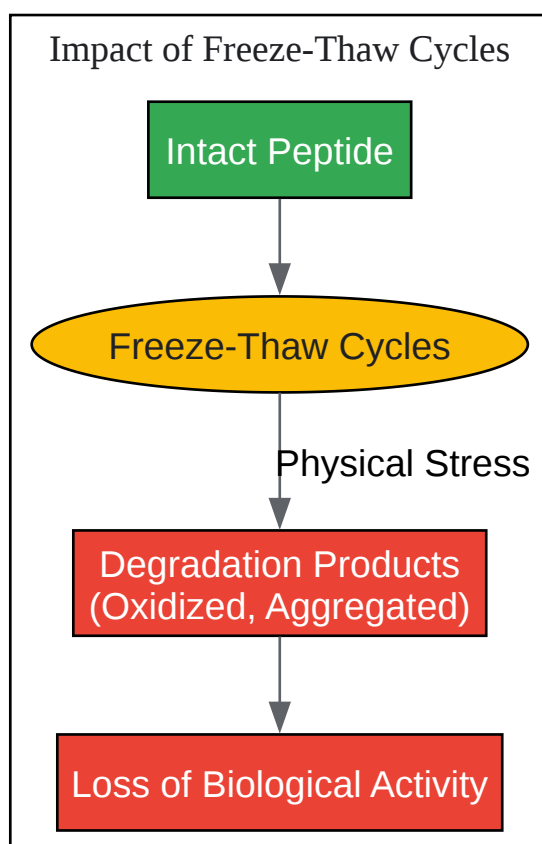 Impact of Freeze-Thaw Cycles
Intact Peptide
Freeze-Thaw Cycles
Physical Stress
Degradation Products
(Oxidized, Aggregated)
Loss of Biological Activity